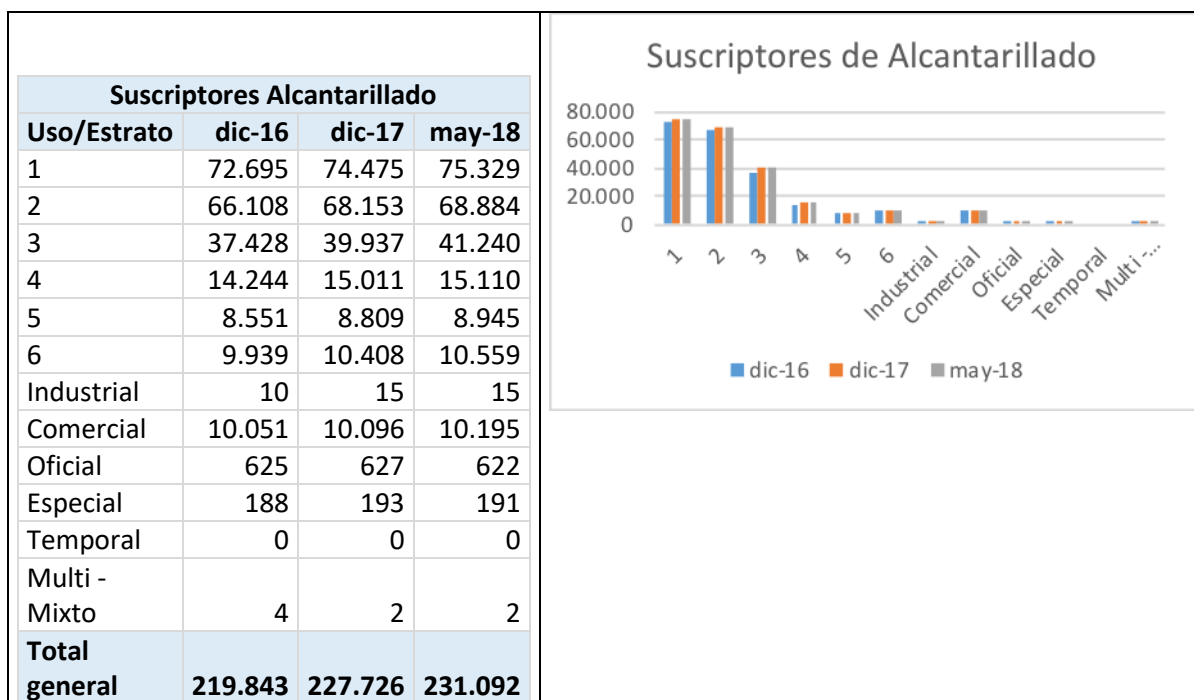 Suscriptores Alcantarillado
Uso/Estrato dic-16 dic-17 may-18
1 72.695 74.475 75.329
2 66.108 68.153 68.884
3 37.428 39.937 41.240
4 14.244 15.011 15.110
5 8.551 8.809 8.945
6 9.939 10.408 10.559
Industrial 10 15 15
Comercial 10.051 10.096 10.195
Oficial 625 627 622
Especial 188 193 191
Temporal 0 0 0
Multi -
Mixto 4 2 2
Total
general 219.843 227.726 231.092
Suscriptores de Alcantarillado
80.000
60.000
40.000
20.000
0
1 2 3 4 5 6 Industrial Comercial Oficial Especial Temporal Multi -...
dic-16 dic-17 may-18